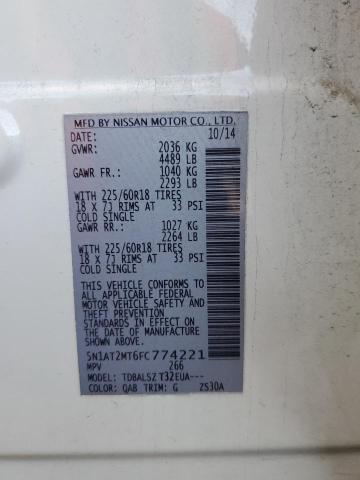 MFD BY NISSAN MOTOR CO., LTD.
DATE: 10/14
GVWR: 2036 KG
4489 LB
GAWR FR.: 1040 KG
2293 LB
WITH 225/60R18 TIRES
18 X 7J RIMS AT 33 PSI
COLD SINGLE
GAWR RR.: 1027 KG
2264 LB
WITH 225/60R18 TIRES
18 X 7J RIMS AT 33 PSI
COLD SINGLE
THIS VEHICLE CONFORMS TO
ALL APPLICABLE FEDERAL
MOTOR VEHICLE SAFETY
STANDARDS IN EFFECT ON
THE DATE OF MANUFACTURE
SHOWN ABOVE.
5N1AT2MT6FC774221
MPV 266
MODEL: TDBALSZ T32EUA---
COLOR: QAB TRIM: G 2S30A